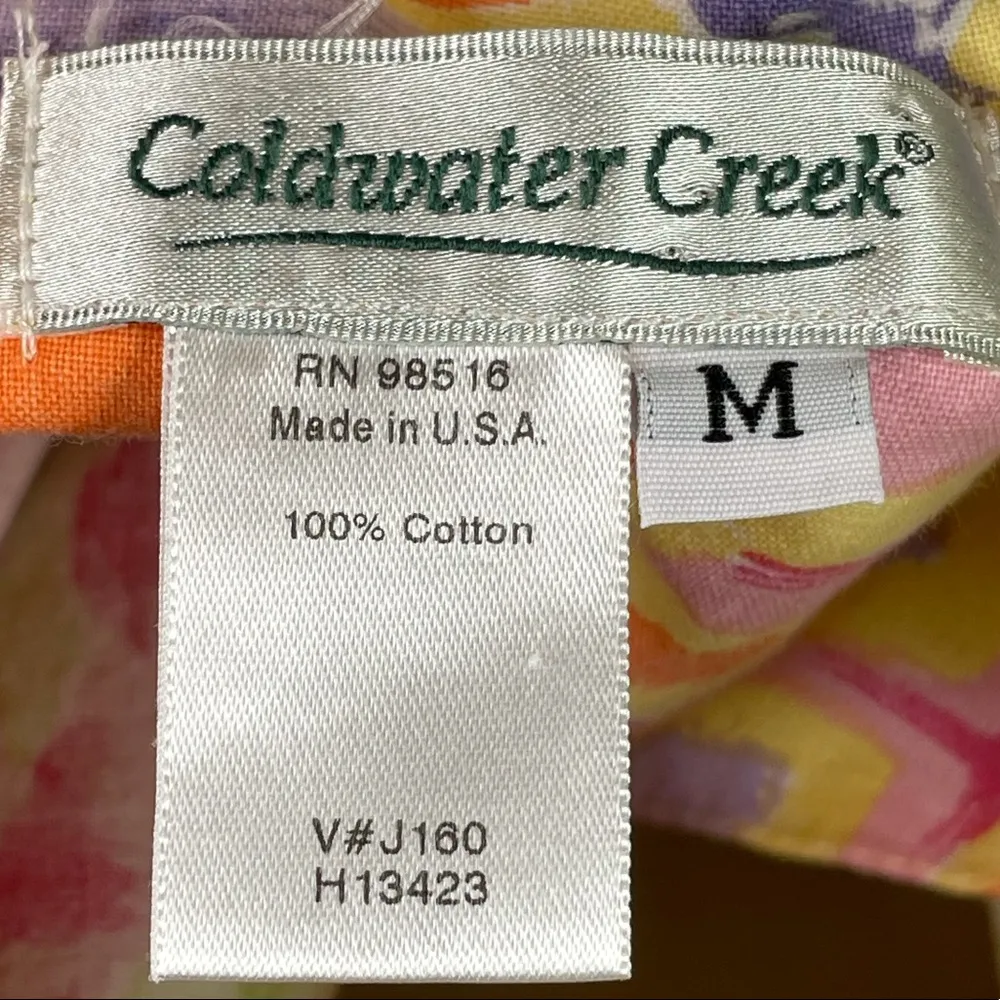 Coldwater Creek®
RN 98516
Made in U.S.A.
100% Cotton
V#J160
H13423
M